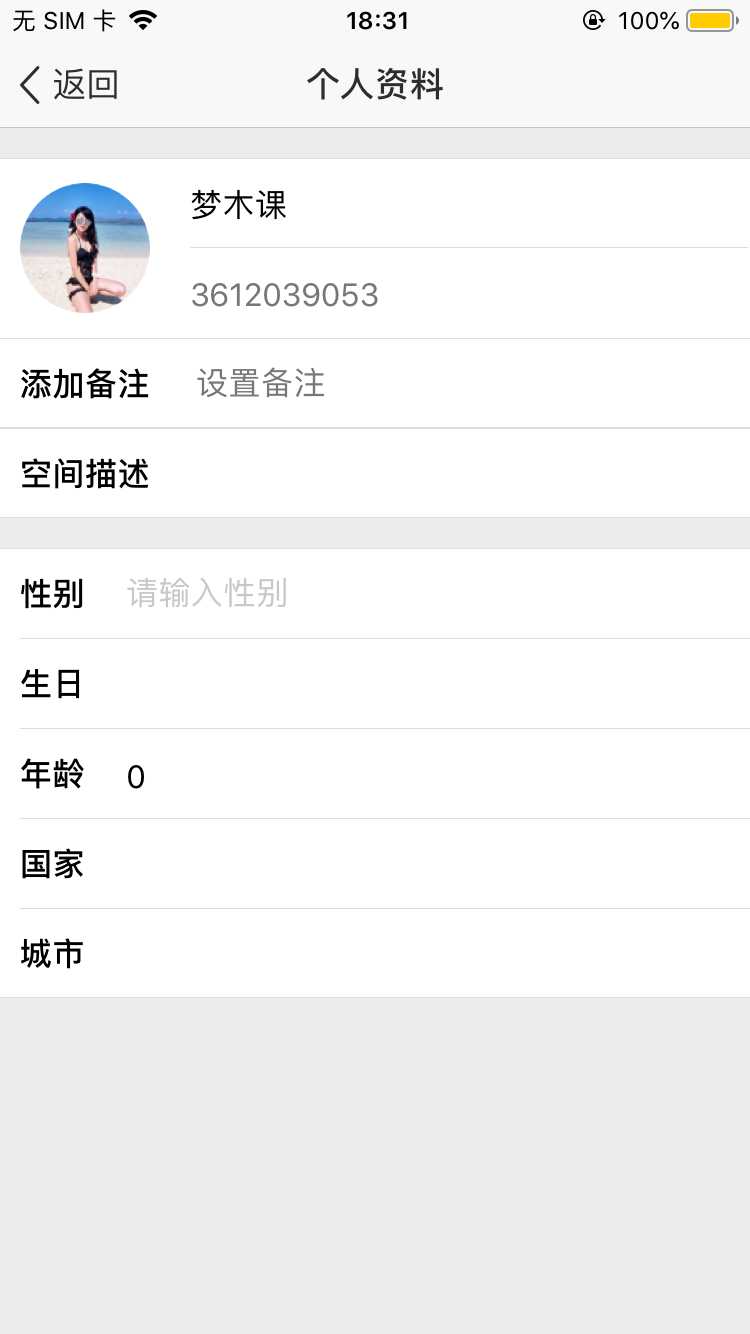 无 SIM 卡 18:31 100%
返回 个人资料
梦木课
3612039053
添加备注 设置备注
空间描述
性别 请输入性别
生日
年龄 0
国家
城市